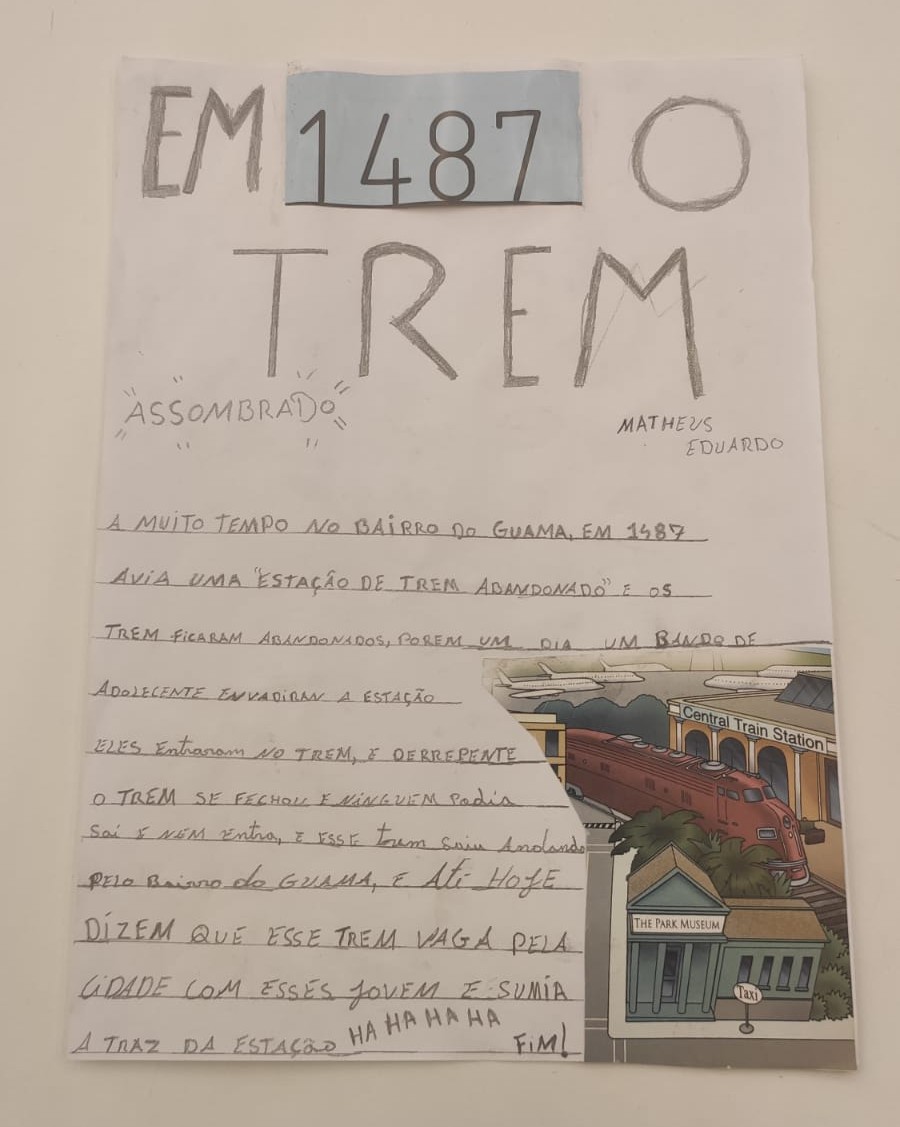 EM 1487 O
TREM
ASSOMBRADO
MATHEUS
EDUARDO
A MUITO TEMPO NO BAIRRO DO GUAMA, EM 1487
AVIA UMA "ESTAÇÃO DE TREM ABANDONADO" E OS
TREM FICARAM ABANDONADOS, POREM UM DIA UM BANDO DE
ADOLECENTE ENVADIRAN A ESTAÇÃO
ELES Entraram NO TREM, E DERREPENTE
O TREM SE FECHOU E NINGUEM Podia
Sai E NEM Entra, E ESSE trem Saiu Andando
PELO Bairro do GUAMA, E Até HOJE
DIZEM QUE ESSE TREM VAGA PELA
CIDADE COM ESSES JOVEM E SUMIA
A TRAZ DA ESTAÇÃO HA HA HA HA FIM!
Central Train Station
THE PARK MUSEUM
Taxi